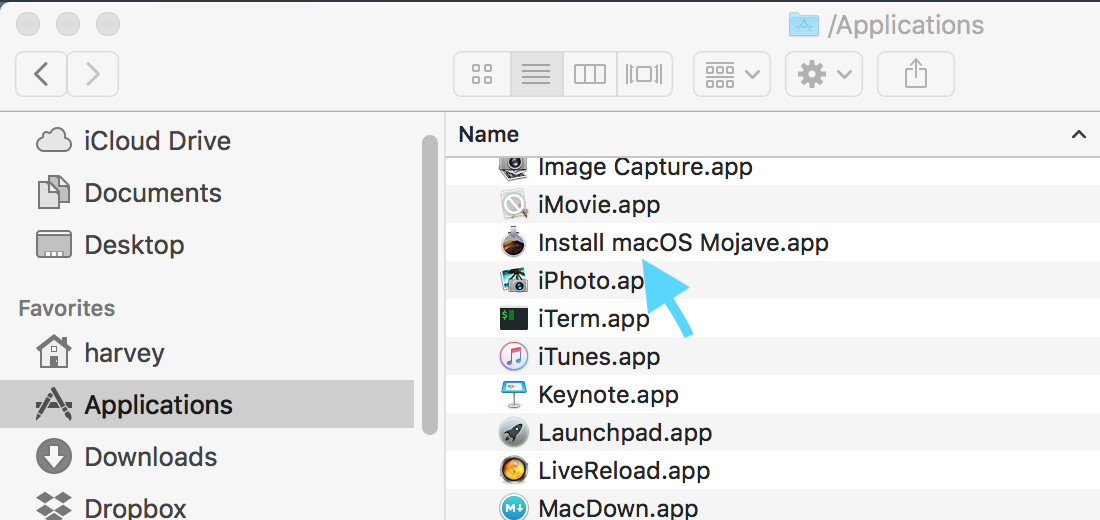 /Applications
iCloud Drive
Documents
Desktop
Favorites
harvey
Applications
Downloads
Dropbox
Name
Image Capture.app
iMovie.app
Install macOS Mojave.app
iPhoto.ap
iTerm.app
iTunes.app
Keynote.app
Launchpad.app
LiveReload.app
MacDown.app